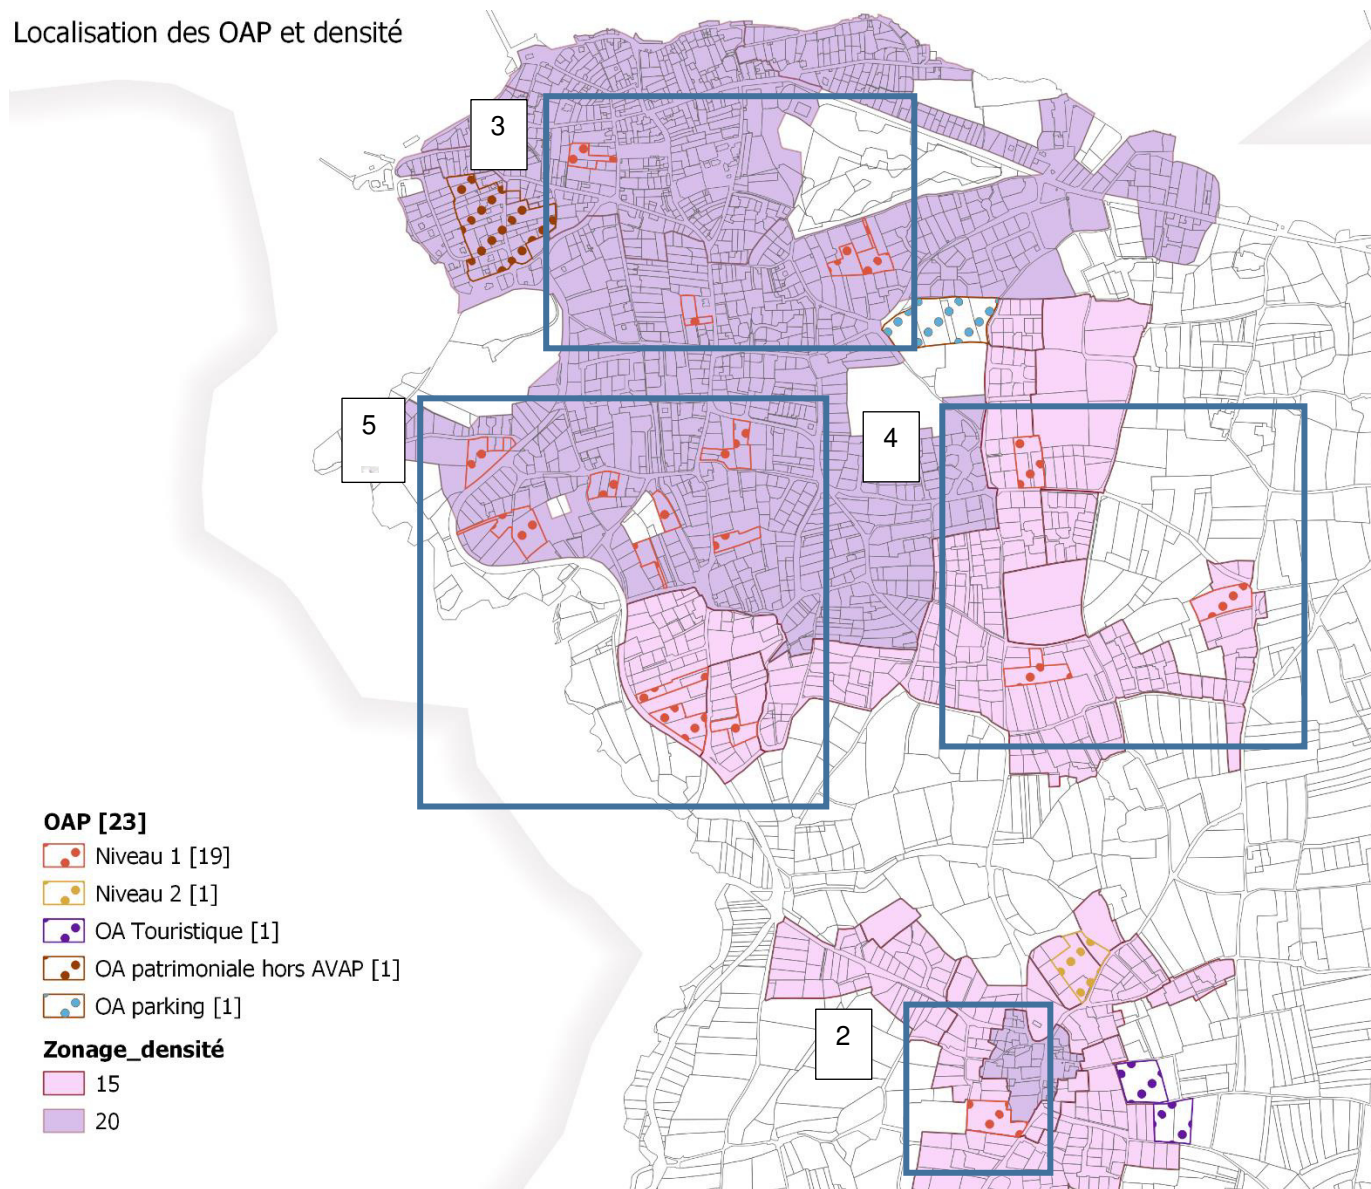 Localisation des OAP et densité
3
5
4
OAP [23]
Niveau 1 [19]
Niveau 2 [1]
OA Touristique [1]
OA patrimoniale hors AVAP [1]
OA parking [1]
Zonage_densité
15
20
2